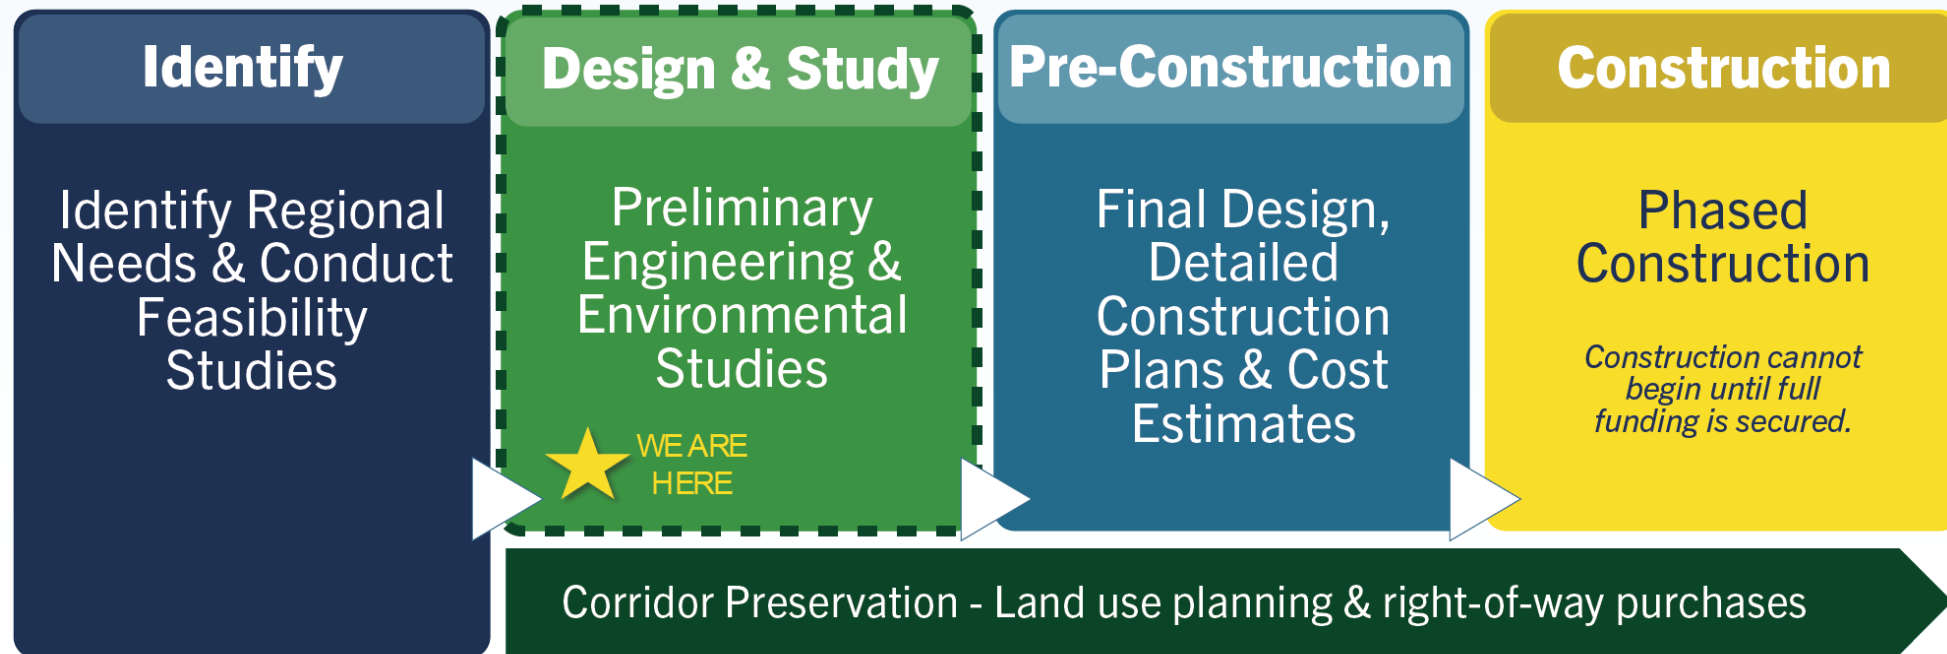 Identify
Identify Regional
Needs & Conduct
Feasibility
Studies
Design & Study
Preliminary
Engineering &
Environmental
Studies
WE ARE
HERE
Pre-Construction
Final Design,
Detailed
Construction
Plans & Cost
Estimates
Construction
Phased
Construction
Construction cannot
begin until full
funding is secured.
Corridor Preservation - Land use planning & right-of-way purchases